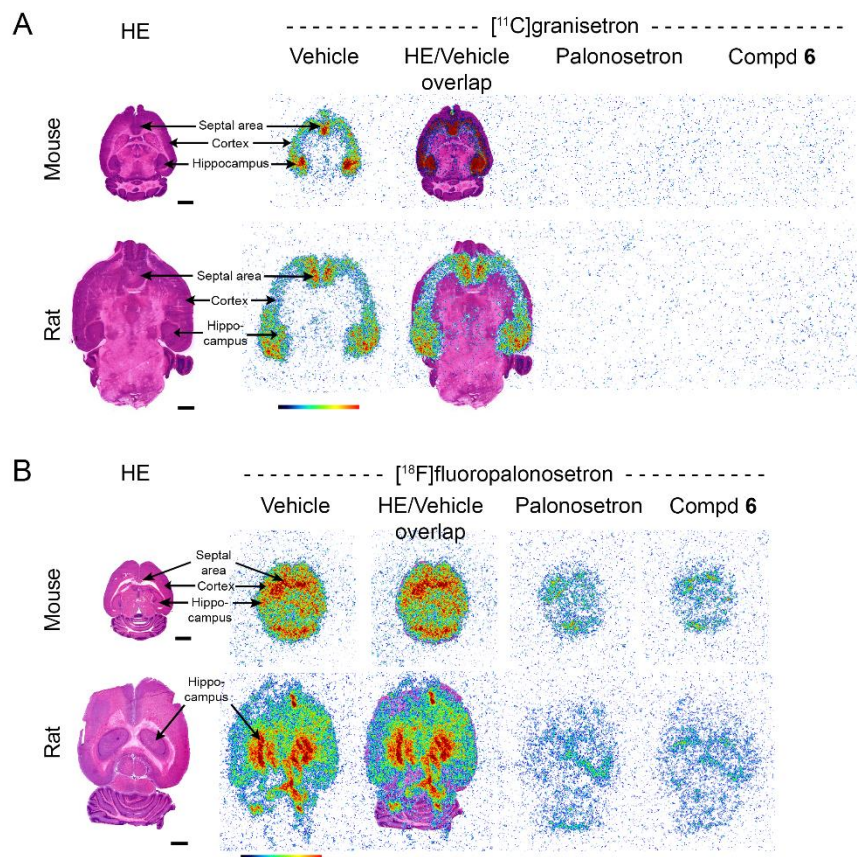 A
HE
[¹¹C]granisetron
Vehicle
HE/Vehicle
overlap
Palonosetron
Compd 6
Mouse
Septal area
Cortex
Hippocampus
Rat
Septal area
Cortex
Hippo-
campus
B
HE
[¹⁸F]fluoropalonosetron
Vehicle
HE/Vehicle
overlap
Palonosetron
Compd 6
Mouse
Septal
area
Cortex
Hippo-
campus
Rat
Hippo-
campus